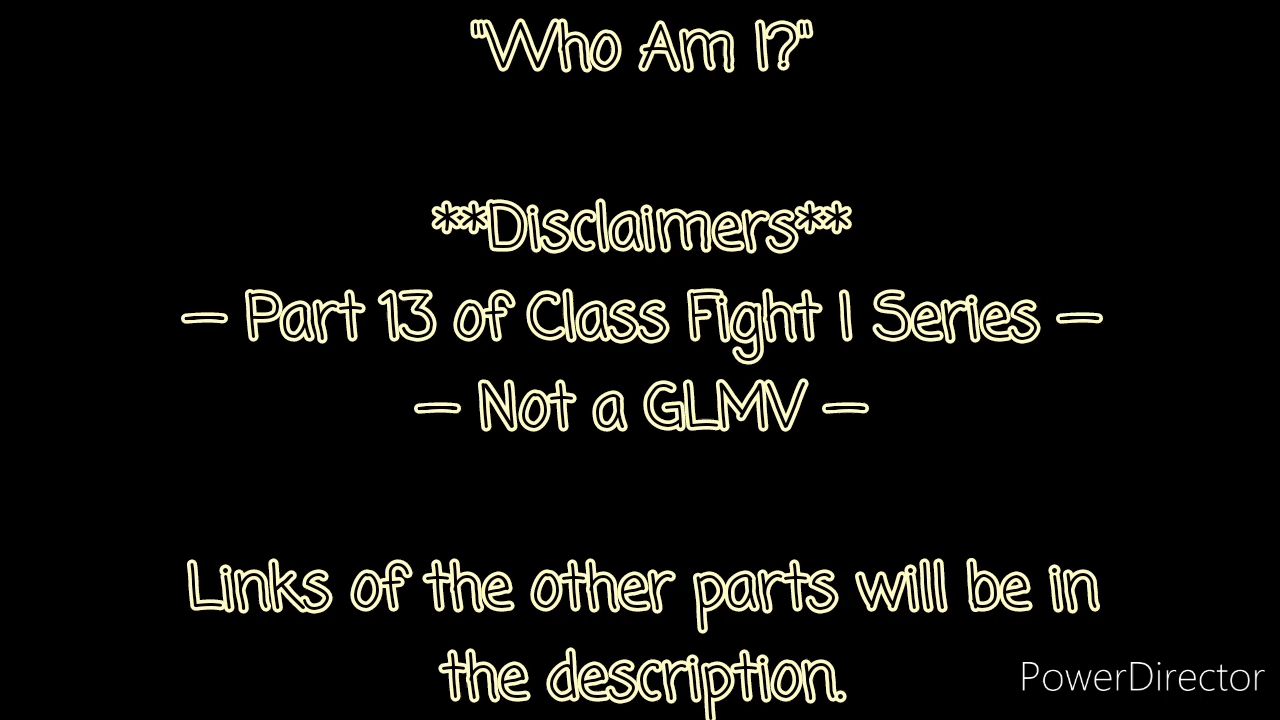 "Who Am I?"
**Disclaimers**
— Part 13 of Class Fight | Series —
— Not a GLMV —
Links of the other parts will be in
the description.
PowerDirector